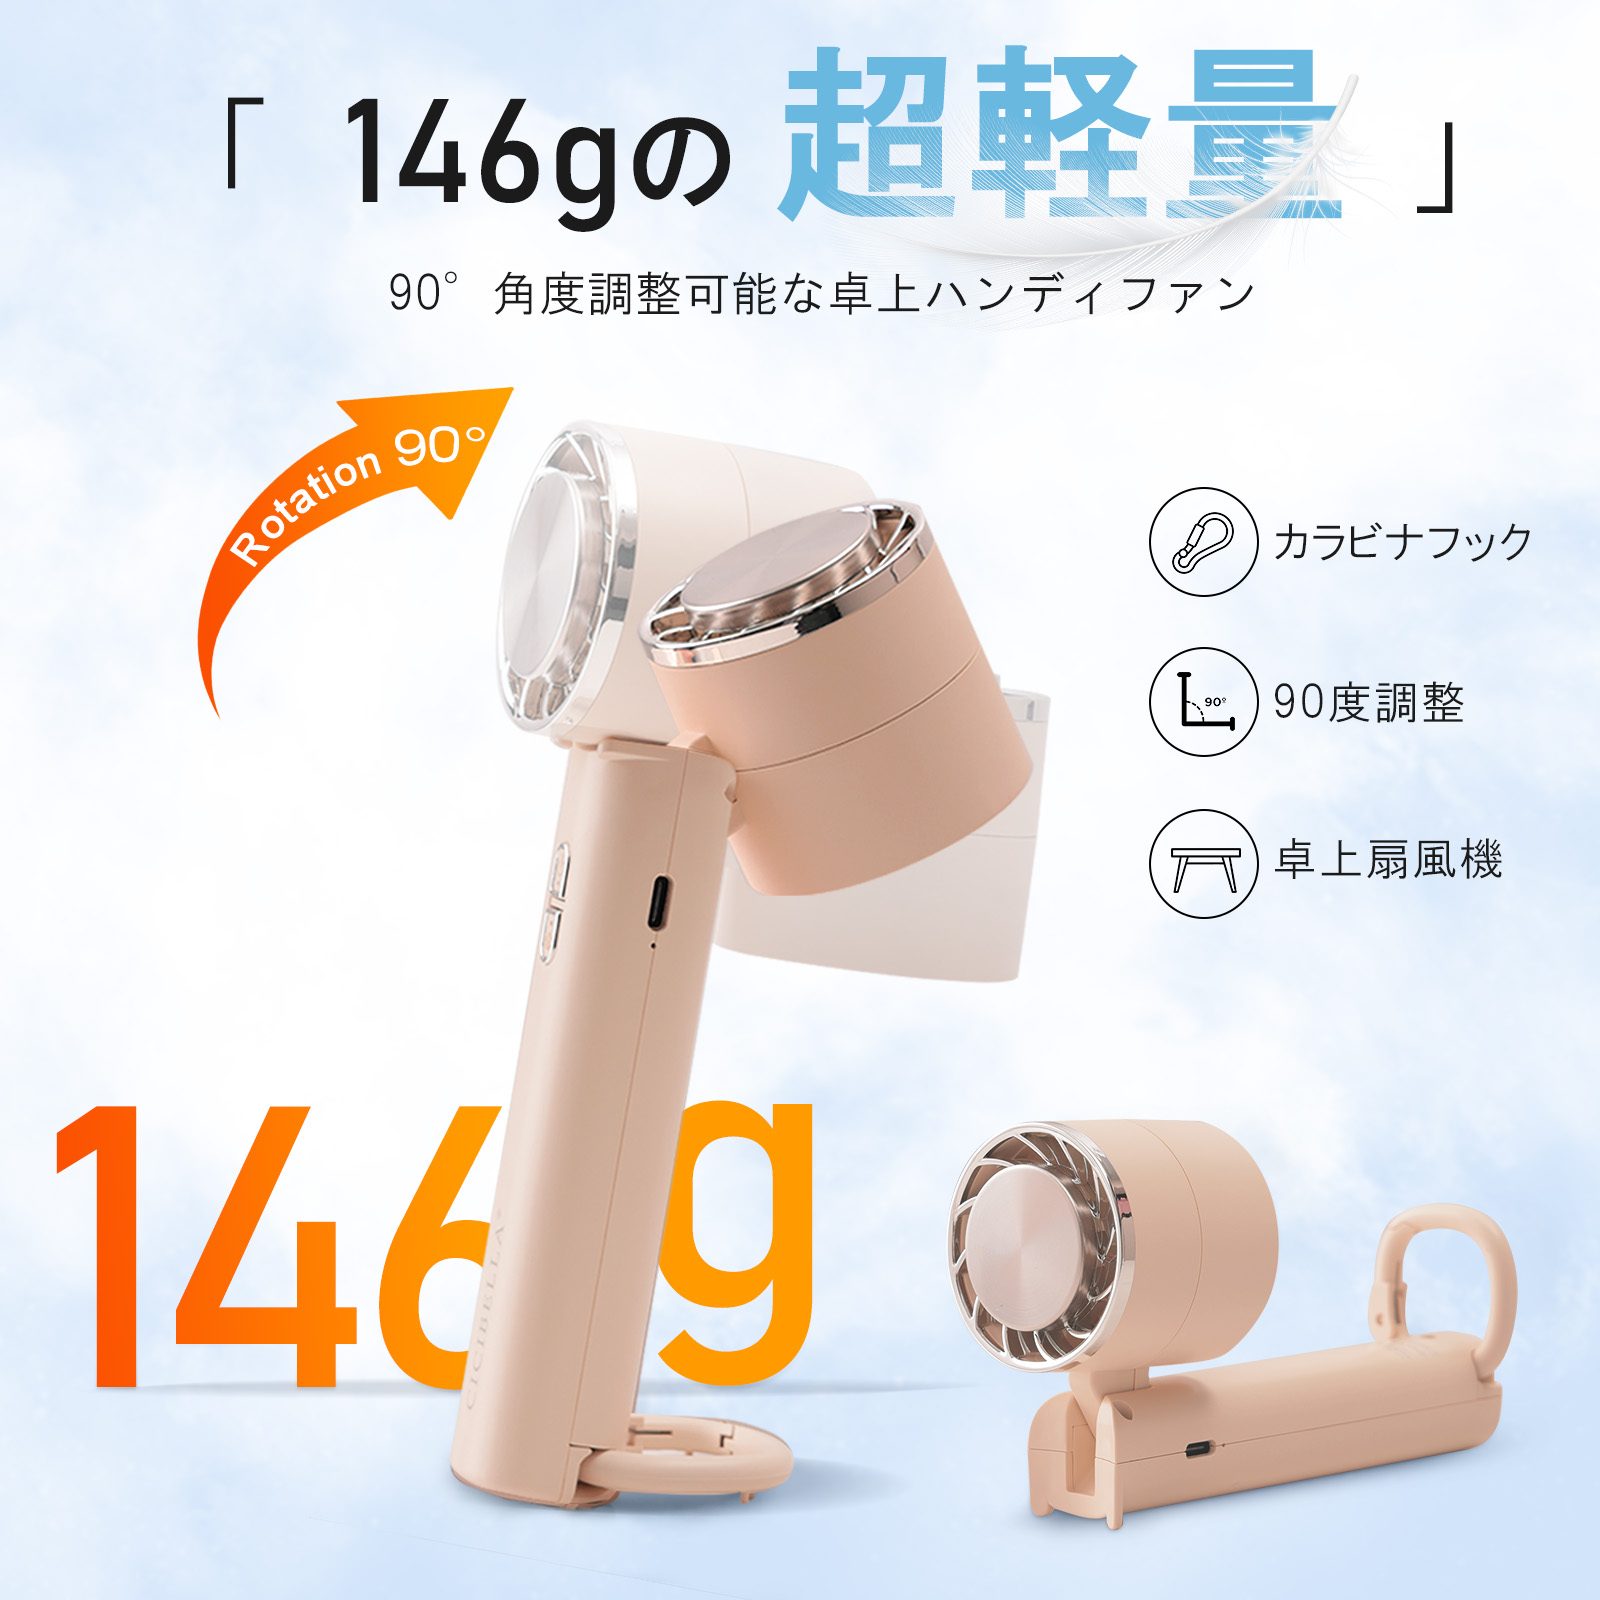 「146gの超軽量」
90°角度調整可能な卓上ハンディファン
Rotation 90°
カラビナフック
90°
90度調整
卓上扇風機
146g
CICIBELLA